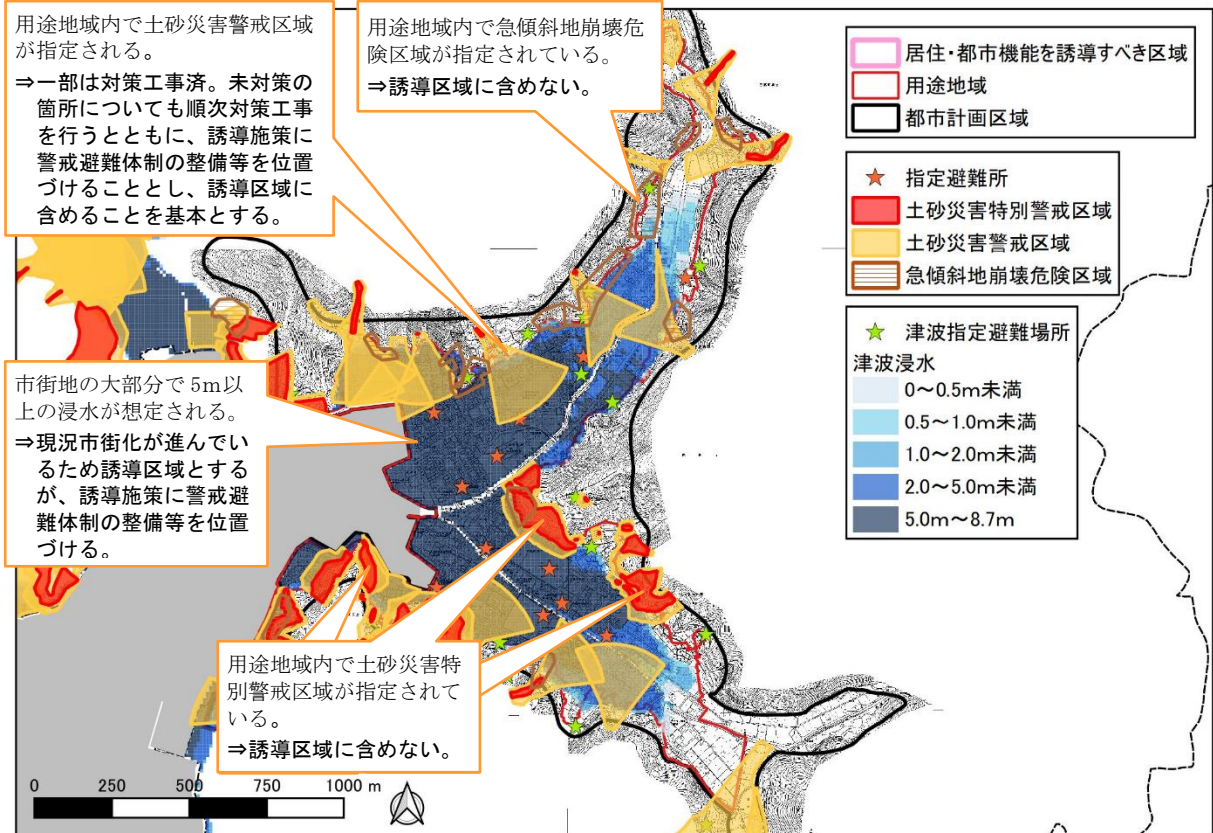 用途地域内で土砂災害警戒区域
が指定される。
⇒一部は対策工事済。未対策の
箇所についても順次対策工事
を行うとともに、誘導施策に
警戒避難体制の整備等を位置
づけることとし、誘導区域に
含めることを基本とする。
用途地域内で急傾斜地崩壊危
険区域が指定されている。
⇒誘導区域に含めない。
居住・都市機能を誘導すべき区域
用途地域
都市計画区域
指定避難所
土砂災害特別警戒区域
土砂災害警戒区域
急傾斜地崩壊危険区域
津波指定避難場所
津波浸水
0～0.5m未満
0.5～1.0m未満
1.0～2.0m未満
2.0～5.0m未満
5.0m～8.7m
市街地の大部分で5m以
上の浸水が想定される。
⇒現況市街化が進んでい
るため誘導区域とする
が、誘導施策に警戒避
難体制の整備等を位置
づける。
用途地域内で土砂災害特
別警戒区域が指定されて
いる。
⇒誘導区域に含めない。
0 250 500 750 1000 m